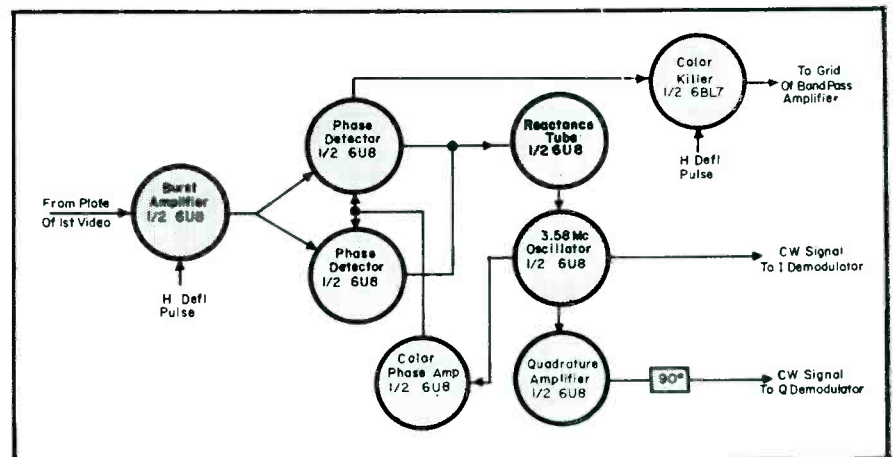 Color
Killer
1/2 6BL7
To Grid
Of Band Pass
Amplifier
H Defl
Pulse
Phase
Detector
1/2 6U8
Reactance
Tube
1/2 6U8
Burst
Amplifier
1/2 6U8
From Plate
Of 1st Video
H Defl
Pulse
Phase
Detector
1/2 6U8
3.58 Mc
Oscillator
1/2 6U8
CW Signal
To I Demodulator
Color
Phase Amp
1/2 6U8
Quadrature
Amplifier
1/2 6U8
90°
CW Signal
To Q Demodulator